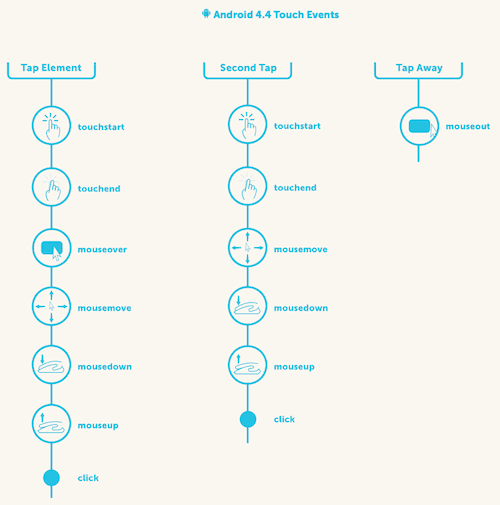 Android 4.4 Touch Events
Tap Element
touchstart
touchend
mouseover
mousemove
mousedown
mouseup
click
Second Tap
touchstart
touchend
mousemove
mousedown
mouseup
click
Tap Away
mouseout